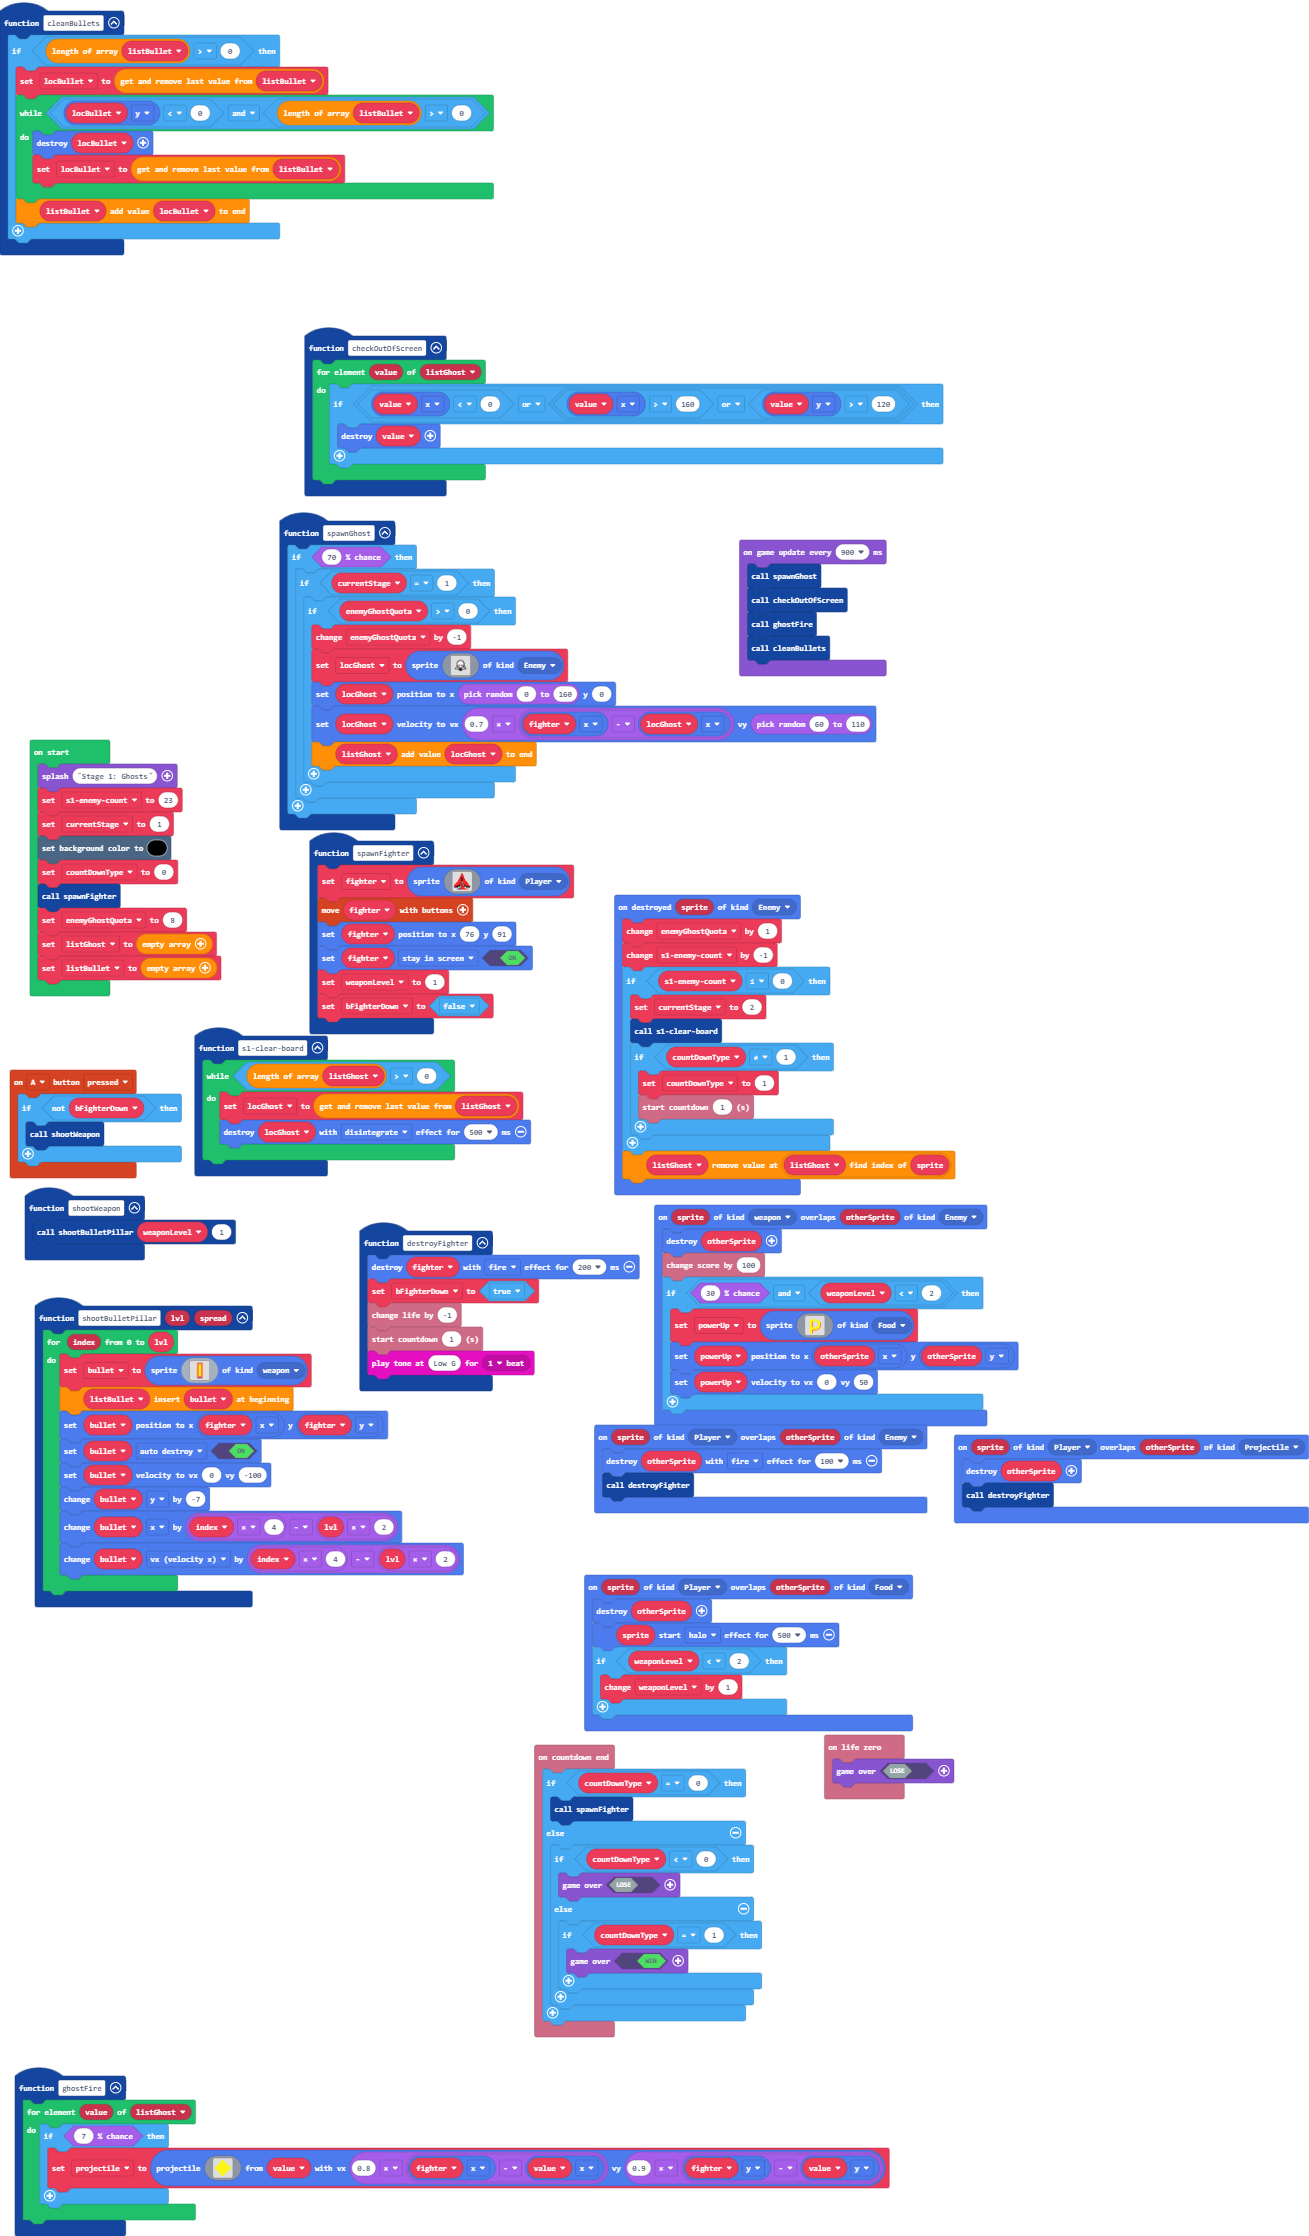 function cleanBullets
if length of array listBullet > 0 then
set locBullet to get and remove last value from listBullet
while locBullet y < 0 and length of array listBullet > 0
do destroy locBullet
set locBullet to get and remove last value from listBullet
listBullet add value locBullet to end
function checkOutOfScreen
for element value of listGhost
do if value x < 0 or value x > 160 or value y > 120 then
destroy value
function spawnGhost
if 70 % chance then
if currentStage = 1 then
if enemyGhostQuota > 0 then
change enemyGhostQuota by -1
set locGhost to sprite of kind Enemy
set locGhost position to x pick random 0 to 160 y 0
set locGhost velocity to vx 0.7 × fighter x - locGhost x vy pick random 60 to 110
listGhost add value locGhost to end
on game update every 900 ms
call spawnGhost
call checkOutOfScreen
call ghostFire
call cleanBullets
on start
splash "Stage 1: Ghosts"
set s1-enemy-count to 23
set currentStage to 1
set background color to
set countDownType to 0
call spawnFighter
set enemyGhostQuota to 8
set listGhost to empty array
set listBullet to empty array
function spawnFighter
set fighter to sprite of kind Player
move fighter with buttons
set fighter position to x 76 y 91
set fighter stay in screen ON
set weaponLevel to 1
set bFighterDown to false
on destroyed sprite of kind Enemy
change enemyGhostQuota by 1
change s1-enemy-count by -1
if s1-enemy-count ≤ 0 then
set currentStage to 2
call s1-clear-board
if countDownType ≠ 1 then
set countDownType to 1
start countdown 1 (s)
listGhost remove value at listGhost find index of sprite
function s1-clear-board
while length of array listGhost > 0
do set locGhost to get and remove last value from listGhost
destroy locGhost with disintegrate effect for 500 ms
on A button pressed
if not bFighterDown then
call shootWeapon
function shootWeapon
call shootBulletPillar weaponLevel 1
function destroyFighter
destroy fighter with fire effect for 200 ms
set bFighterDown to true
change life by -1
start countdown 1 (s)
play tone at Low G for 1 beat
on sprite of kind weapon overlaps otherSprite of kind Enemy
destroy otherSprite
change score by 100
if 30 % chance and weaponLevel < 2 then
set powerUp to sprite P of kind Food
set powerUp position to x otherSprite x y otherSprite y
set powerUp velocity to vx 0 vy 50
function shootBulletPillar lvl spread
for index from 0 to lvl
do set bullet to sprite of kind weapon
listBullet insert bullet at beginning
set bullet position to x fighter x y fighter y
set bullet auto destroy ON
set bullet velocity to vx 0 vy -100
change bullet y by -7
change bullet x by index × 4 - lvl × 2
change bullet vx (velocity x) by index × 4 - lvl × 2
on sprite of kind Player overlaps otherSprite of kind Enemy
destroy otherSprite with fire effect for 100 ms
call destroyFighter
on sprite of kind Player overlaps otherSprite of kind Projectile
destroy otherSprite
call destroyFighter
on sprite of kind Player overlaps otherSprite of kind Food
destroy otherSprite
sprite start halo effect for 500 ms
if weaponLevel < 2 then
change weaponLevel by 1
on countdown end
if countDownType = 0 then
call spawnFighter
else
if countDownType < 0 then
game over LOSE
else
if countDownType = 1 then
game over WIN
on life zero
game over LOSE
function ghostFire
for element value of listGhost
do if 7 % chance then
set projectile to projectile from value with vx 0.8 × fighter x - value x vy 0.9 × fighter y - value y